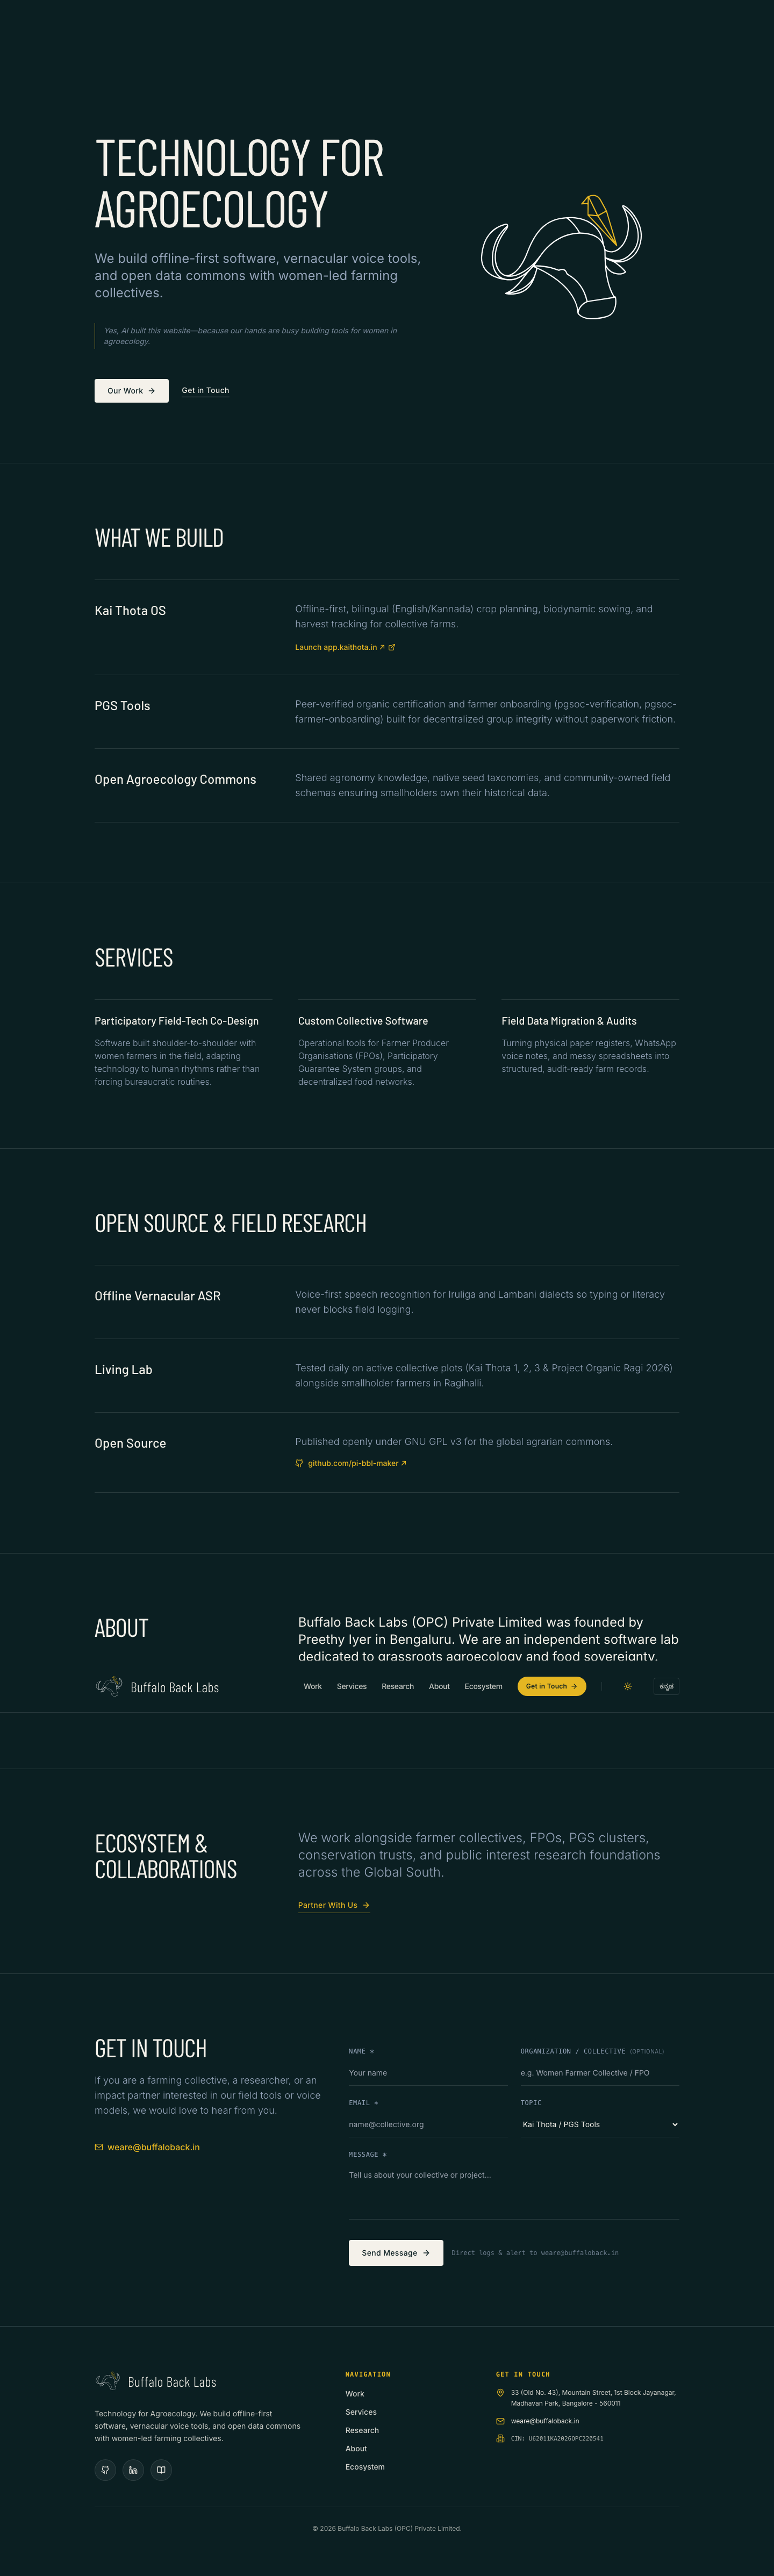 TECHNOLOGY FOR
AGROECOLOGY
We build offline-first software, vernacular voice tools,
and open data commons with women-led farming
collectives.
Yes, AI built this website—because our hands are busy building tools for women in
agroecology.
Our Work →
Get in Touch
WHAT WE BUILD
Kai Thota OS
Offline-first, bilingual (English/Kannada) crop planning, biodynamic sowing, and
harvest tracking for collective farms.
Launch app.kaithota.in ↗
PGS Tools
Peer-verified organic certification and farmer onboarding (pgsoc-verification, pgsoc-
farmer-onboarding) built for decentralized group integrity without paperwork friction.
Open Agroecology Commons
Shared agronomy knowledge, native seed taxonomies, and community-owned field
schemas ensuring smallholders own their historical data.
SERVICES
Participatory Field-Tech Co-Design
Software built shoulder-to-shoulder with
women farmers in the field, adapting
technology to human rhythms rather than
forcing bureaucratic routines.
Custom Collective Software
Operational tools for Farmer Producer
Organisations (FPOs), Participatory
Guarantee System groups, and
decentralized food networks.
Field Data Migration & Audits
Turning physical paper registers, WhatsApp
voice notes, and messy spreadsheets into
structured, audit-ready farm records.
OPEN SOURCE & FIELD RESEARCH
Offline Vernacular ASR
Voice-first speech recognition for Iruliga and Lambani dialects so typing or literacy
never blocks field logging.
Living Lab
Tested daily on active collective plots (Kai Thota 1, 2, 3 & Project Organic Ragi 2026)
alongside smallholder farmers in Ragihalli.
Open Source
Published openly under GNU GPL v3 for the global agrarian commons.
github.com/pi-bbl-maker ↗
ABOUT
Buffalo Back Labs (OPC) Private Limited was founded by
Preethy Iyer in Bengaluru. We are an independent software lab
dedicated to grassroots agroecology and food sovereignty.
Buffalo Back Labs
Work
Services
Research
About
Ecosystem
Get in Touch →
ಕನ್ನಡ
ECOSYSTEM &
COLLABORATIONS
We work alongside farmer collectives, FPOs, PGS clusters,
conservation trusts, and public interest research foundations
across the Global South.
Partner With Us →
GET IN TOUCH
If you are a farming collective, a researcher, or an
impact partner interested in our field tools or voice
models, we would love to hear from you.
weare@buffaloback.in
NAME *
Your name
ORGANIZATION / COLLECTIVE (OPTIONAL)
e.g. Women Farmer Collective / FPO
EMAIL *
name@collective.org
TOPIC
Kai Thota / PGS Tools
MESSAGE *
Tell us about your collective or project...
Send Message →
Direct logs & alert to weare@buffaloback.in
Buffalo Back Labs
Technology for Agroecology. We build offline-first
software, vernacular voice tools, and open data commons
with women-led farming collectives.
NAVIGATION
Work
Services
Research
About
Ecosystem
GET IN TOUCH
33 (Old No. 43), Mountain Street, 1st Block Jayanagar,
Madhavan Park, Bangalore - 560011
weare@buffaloback.in
CIN: U62011KA2026OPC220541
© 2026 Buffalo Back Labs (OPC) Private Limited.